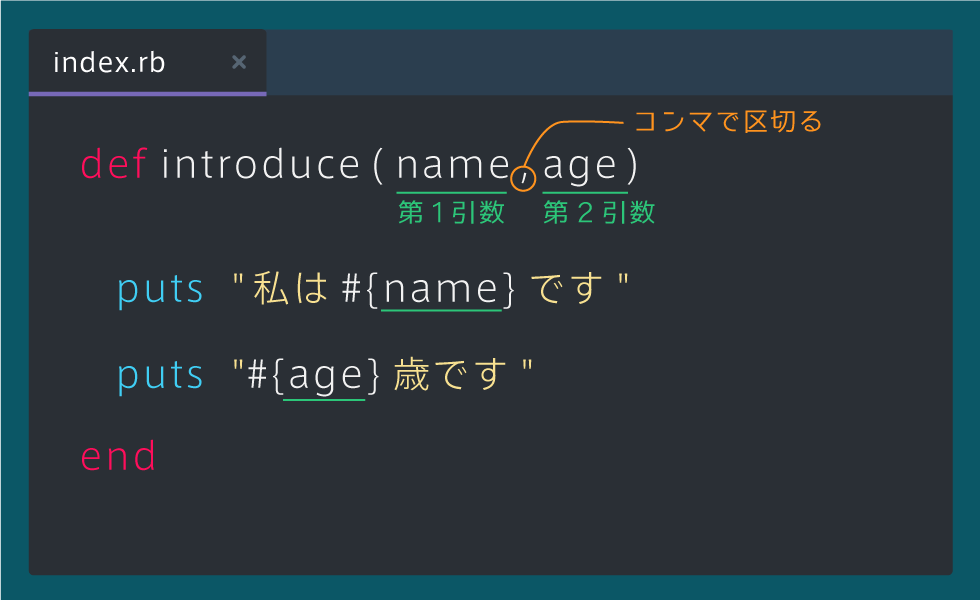 index.rb ×
コンマで区切る
def introduce ( name , age )
第１引数 第２引数
puts "私は #{name} です "
puts "#{age} 歳です "
end